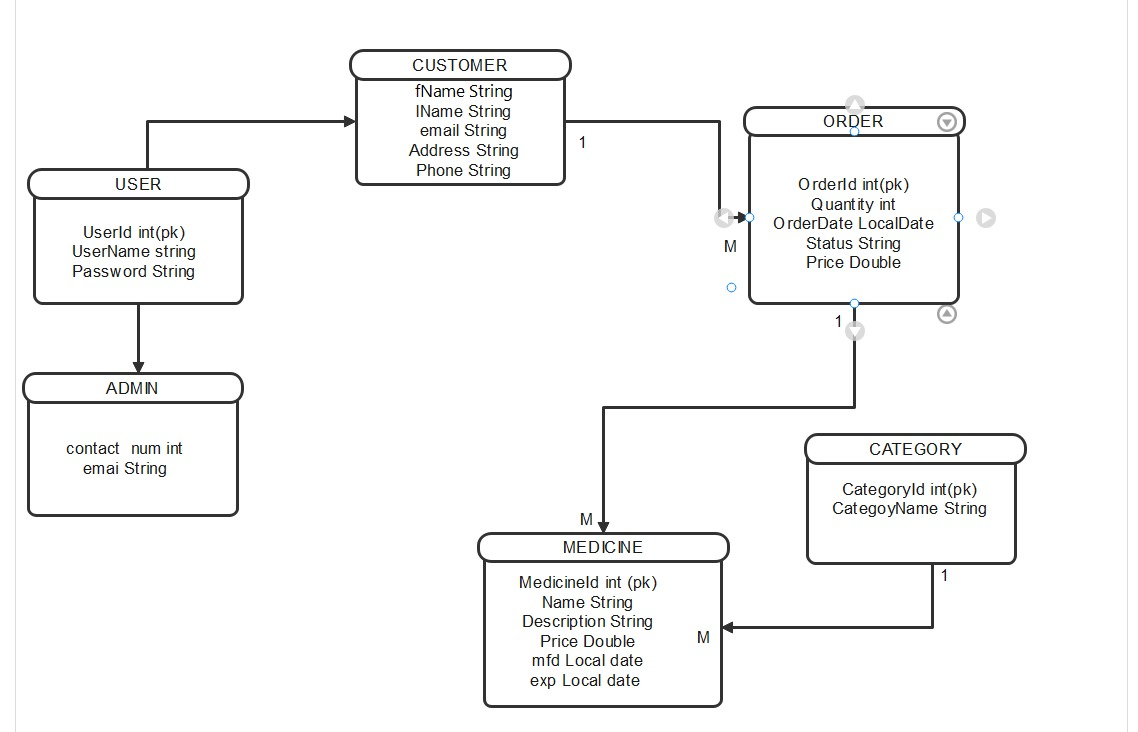 CUSTOMER
fName String
lName String
email String
Address String
Phone String
1
ORDER
OrderId int(pk)
Quantity int
OrderDate LocalDate
Status String
Price Double
M
1
USER
UserId int(pk)
UserName string
Password String
ADMIN
contact num int
emai String
CATEGORY
CategoryId int(pk)
CategoyName String
1
M
MEDICINE
MedicineId int (pk)
Name String
Description String
Price Double
mfd Local date
exp Local date
M